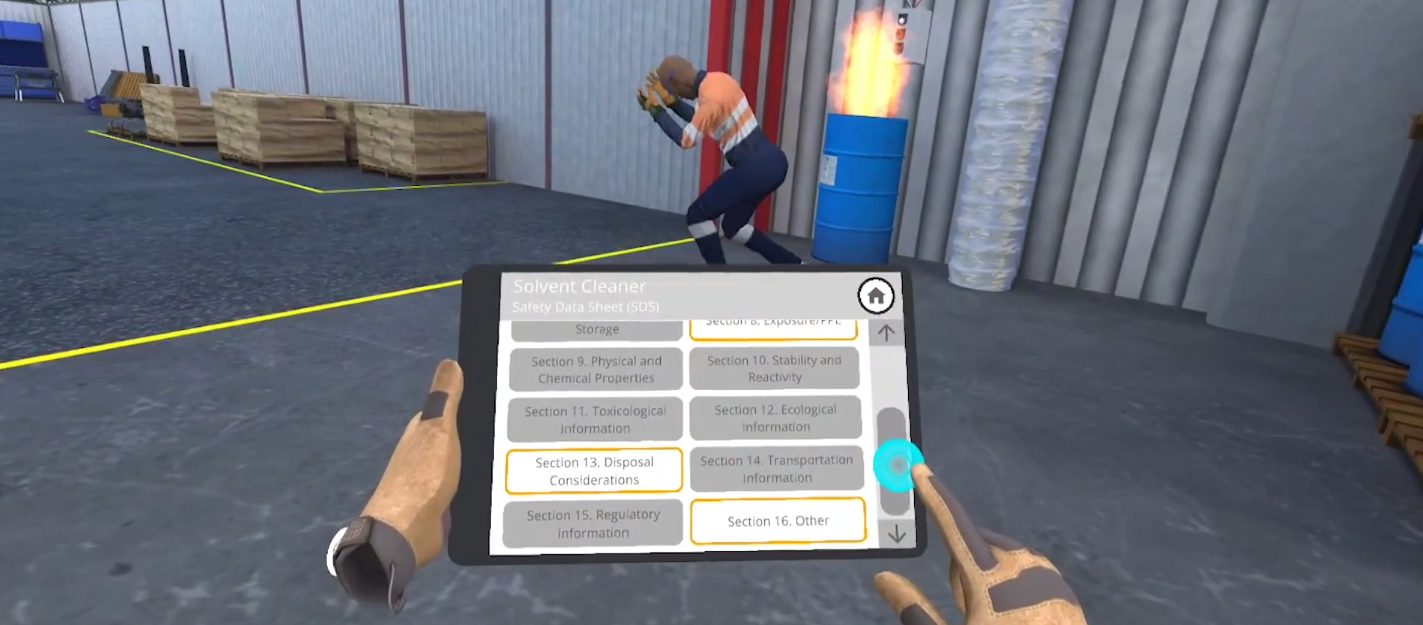 Solvent Cleaner
Safety Data Sheet (SDS)
Storage
Section 8. Exposure/PPE
Section 9. Physical and
Chemical Properties
Section 10. Stability and
Reactivity
Section 11. Toxicological
Information
Section 12. Ecological
Information
Section 13. Disposal
Considerations
Section 14. Transportation
Information
Section 15. Regulatory
Information
Section 16. Other